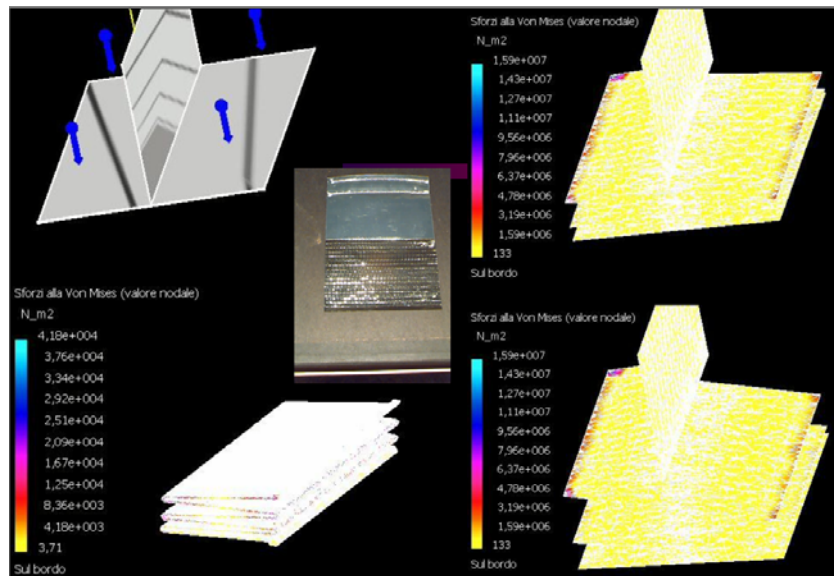 Sforzi alla Von Mises (valore nodale)
N_m2
1,59e+007
1,43e+007
1,27e+007
1,11e+007
9,56e+006
7,96e+006
6,37e+006
4,78e+006
3,19e+006
1,59e+006
133
Sul bordo
Sforzi alla Von Mises (valore nodale)
N_m2
4,18e+004
3,76e+004
3,34e+004
2,92e+004
2,51e+004
2,09e+004
1,67e+004
1,25e+004
8,36e+003
4,18e+003
3,71
Sul bordo
Sforzi alla Von Mises (valore nodale)
N_m2
1,59e+007
1,43e+007
1,27e+007
1,11e+007
9,56e+006
7,96e+006
6,37e+006
4,78e+006
3,19e+006
1,59e+006
133
Sul bordo